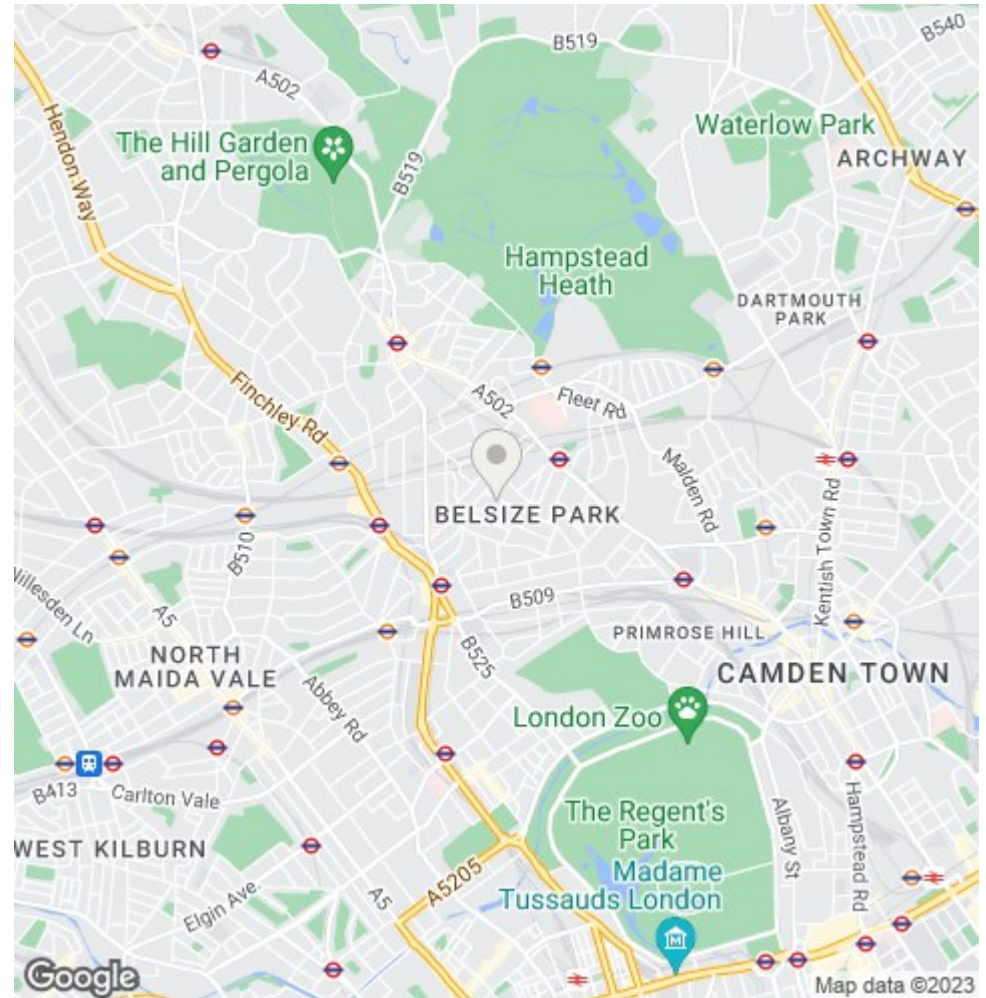 B519
B540
A502
Hendon Way
The Hill Garden
and Pergola
B519
Waterlow Park
ARCHWAY
Hampstead
Heath
DARTMOUTH
PARK
Finchley Rd
A502
Fleet Rd
Malden Rd
BELSIZE PARK
B510
Kentish Town Rd
Willesden Ln
A5
B509
PRIMROSE HILL
NORTH
MAIDA VALE
B525
CAMDEN TOWN
Abbey Rd
London Zoo
B413
Carlton Vale
The Regent's
Park
Albany St
Hampstead Rd
WEST KILBURN
Elgin Ave.
A5
A5205
Madame
Tussauds London
M
Google
Map data ©2023